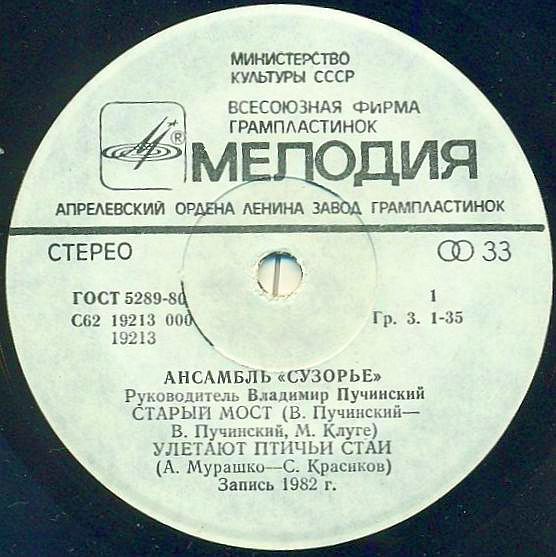 МИНИСТЕРСТВО
КУЛЬТУРЫ СССР
ВСЕСОЮЗНАЯ ФИРМА
ГРАМПЛАСТИНОК
® МЕЛОДИЯ
АПРЕЛЕВСКИЙ ОРДЕНА ЛЕНИНА ЗАВОД ГРАМПЛАСТИНОК
СТЕРЕО 33
ГОСТ 5289-80 1
С62 19213 000 Гр. 3. 1-35
19213
АНСАМБЛЬ «СУЗОРЬЕ»
Руководитель Владимир Пучинский
СТАРЫЙ МОСТ (В. Пучинский—
В. Пучинский, М. Клуге)
УЛЕТАЮТ ПТИЧЬИ СТАИ
(А. Мурашко—С. Красиков)
Запись 1982 г.